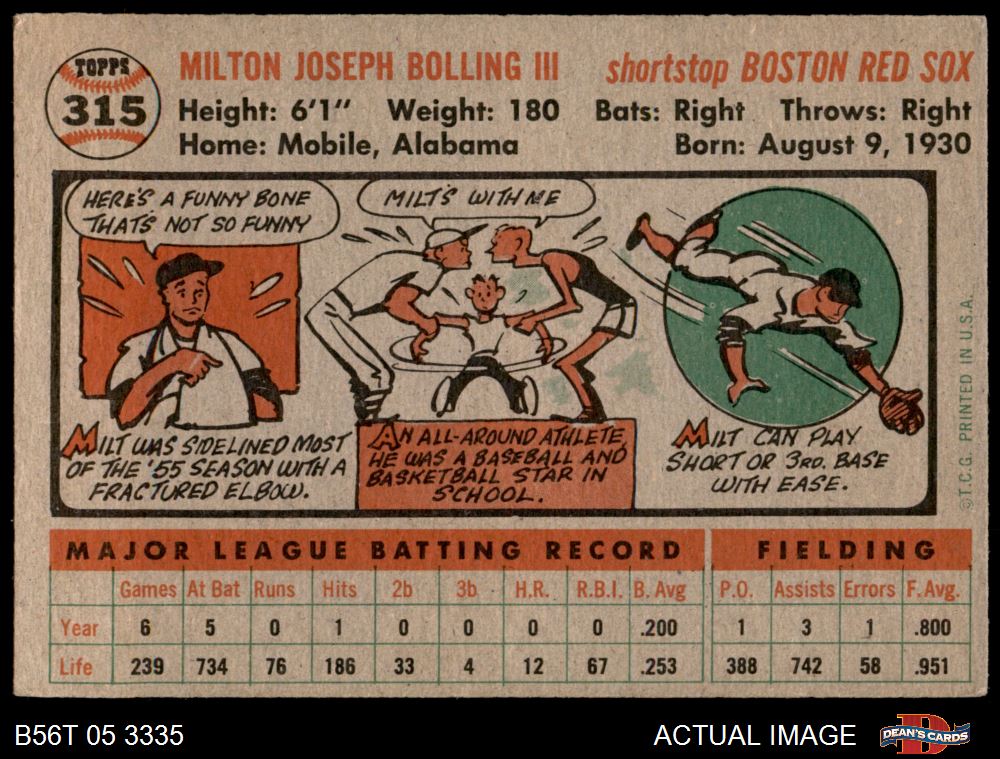 TOPPS
315
MILTON JOSEPH BOLLING III shortstop BOSTON RED SOX
Height: 6'1" Weight: 180 Bats: Right Throws: Right
Home: Mobile, Alabama Born: August 9, 1930
HERE'S A FUNNY BONE
THAT'S NOT SO FUNNY
MILT WAS SIDELINED MOST
OF THE '55 SEASON WITH A
FRACTURED ELBOW.
MILT'S WITH ME
AN ALL-AROUND ATHLETE,
HE WAS A BASEBALL AND
BASKETBALL STAR IN
SCHOOL.
MILT CAN PLAY
SHORT OR 3RD. BASE
WITH EASE.
©T.C.G. PRINTED IN U.S.A.
MAJOR LEAGUE BATTING RECORD FIELDING
Games At Bat Runs Hits 2b 3b H.R. R.B.I. B. Avg P.O. Assists Errors F. Avg.
Year 6 5 0 1 0 0 0 0 .200 1 3 1 .800
Life 239 734 76 186 33 4 12 67 .253 388 742 58 .951
B56T 05 3335 ACTUAL IMAGE D DEAN'S CARDS